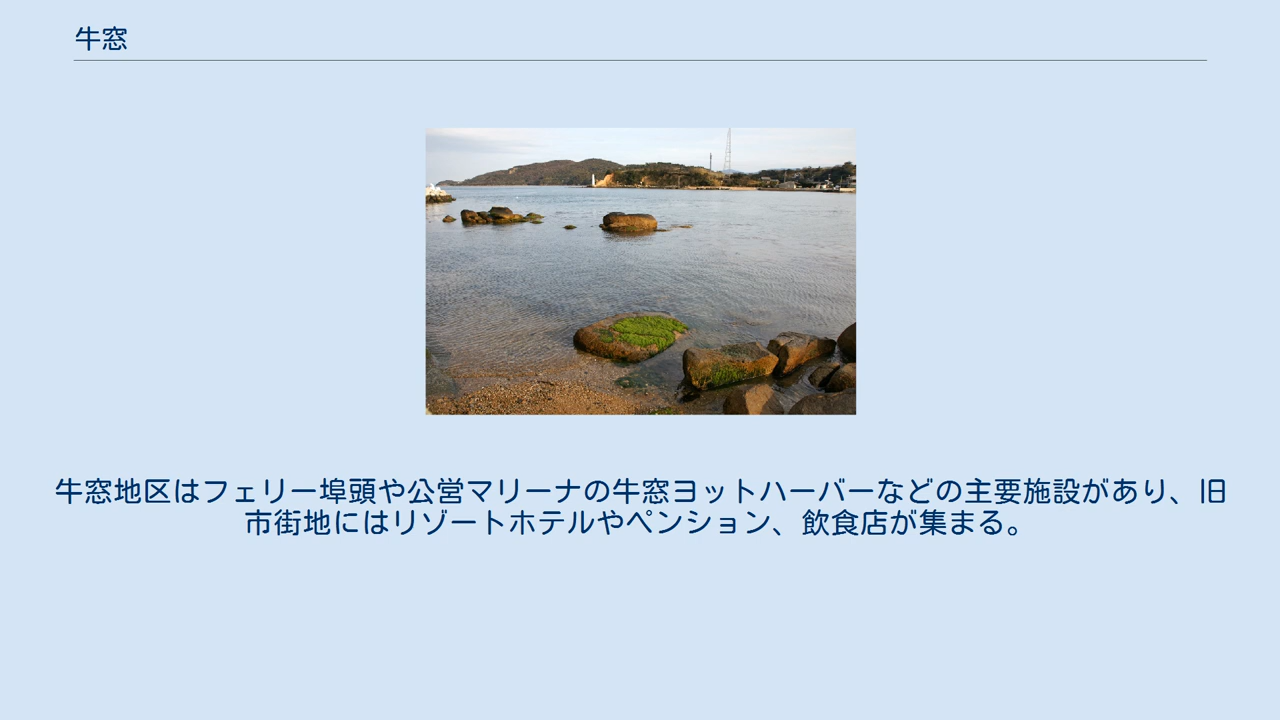 牛窓
牛窓地区はフェリー埠頭や公営マリーナの牛窓ヨットハーバーなどの主要施設があり、旧
市街地にはリゾートホテルやペンション、飲食店が集まる。